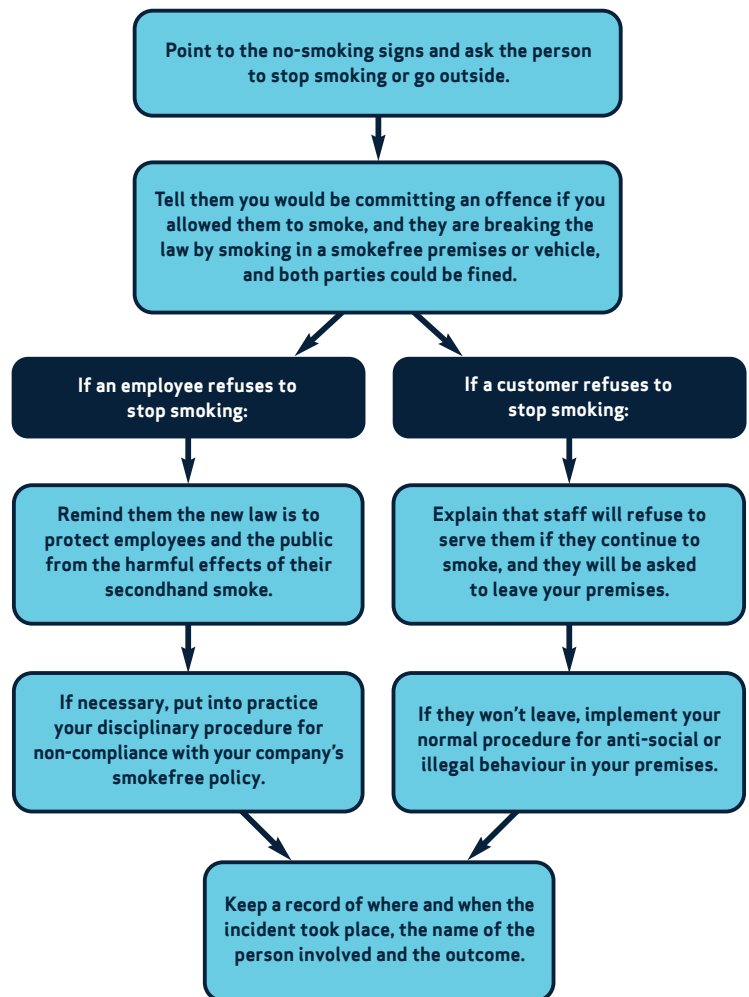 Point to the no-smoking signs and ask the person
to stop smoking or go outside.
Tell them you would be committing an offence if you
allowed them to smoke, and they are breaking the
law by smoking in a smokefree premises or vehicle,
and both parties could be fined.
If an employee refuses to
stop smoking:
Remind them the new law is to
protect employees and the public
from the harmful effects of their
secondhand smoke.
If necessary, put into practice
your disciplinary procedure for
non-compliance with your company's
smokefree policy.
If a customer refuses to
stop smoking:
Explain that staff will refuse to
serve them if they continue to
smoke, and they will be asked
to leave your premises.
If they won't leave, implement your
normal procedure for anti-social or
illegal behaviour in your premises.
Keep a record of where and when the
incident took place, the name of the
person involved and the outcome.